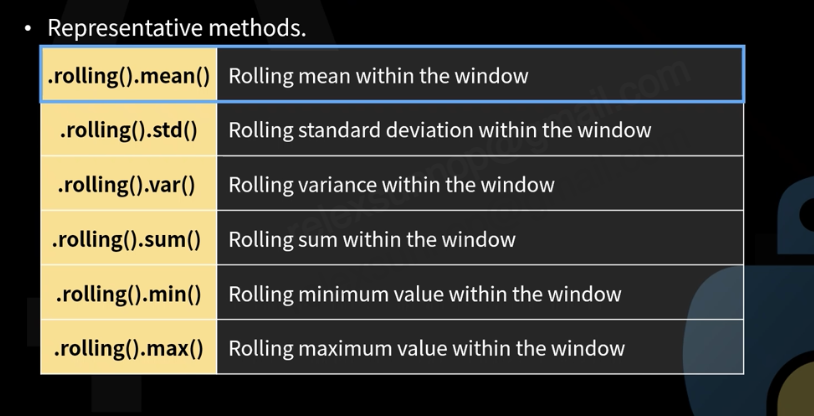 • Representative methods.
.rolling().mean() Rolling mean within the window
.rolling().std() Rolling standard deviation within the window
.rolling().var() Rolling variance within the window
.rolling().sum() Rolling sum within the window
.rolling().min() Rolling minimum value within the window
.rolling().max() Rolling maximum value within the window